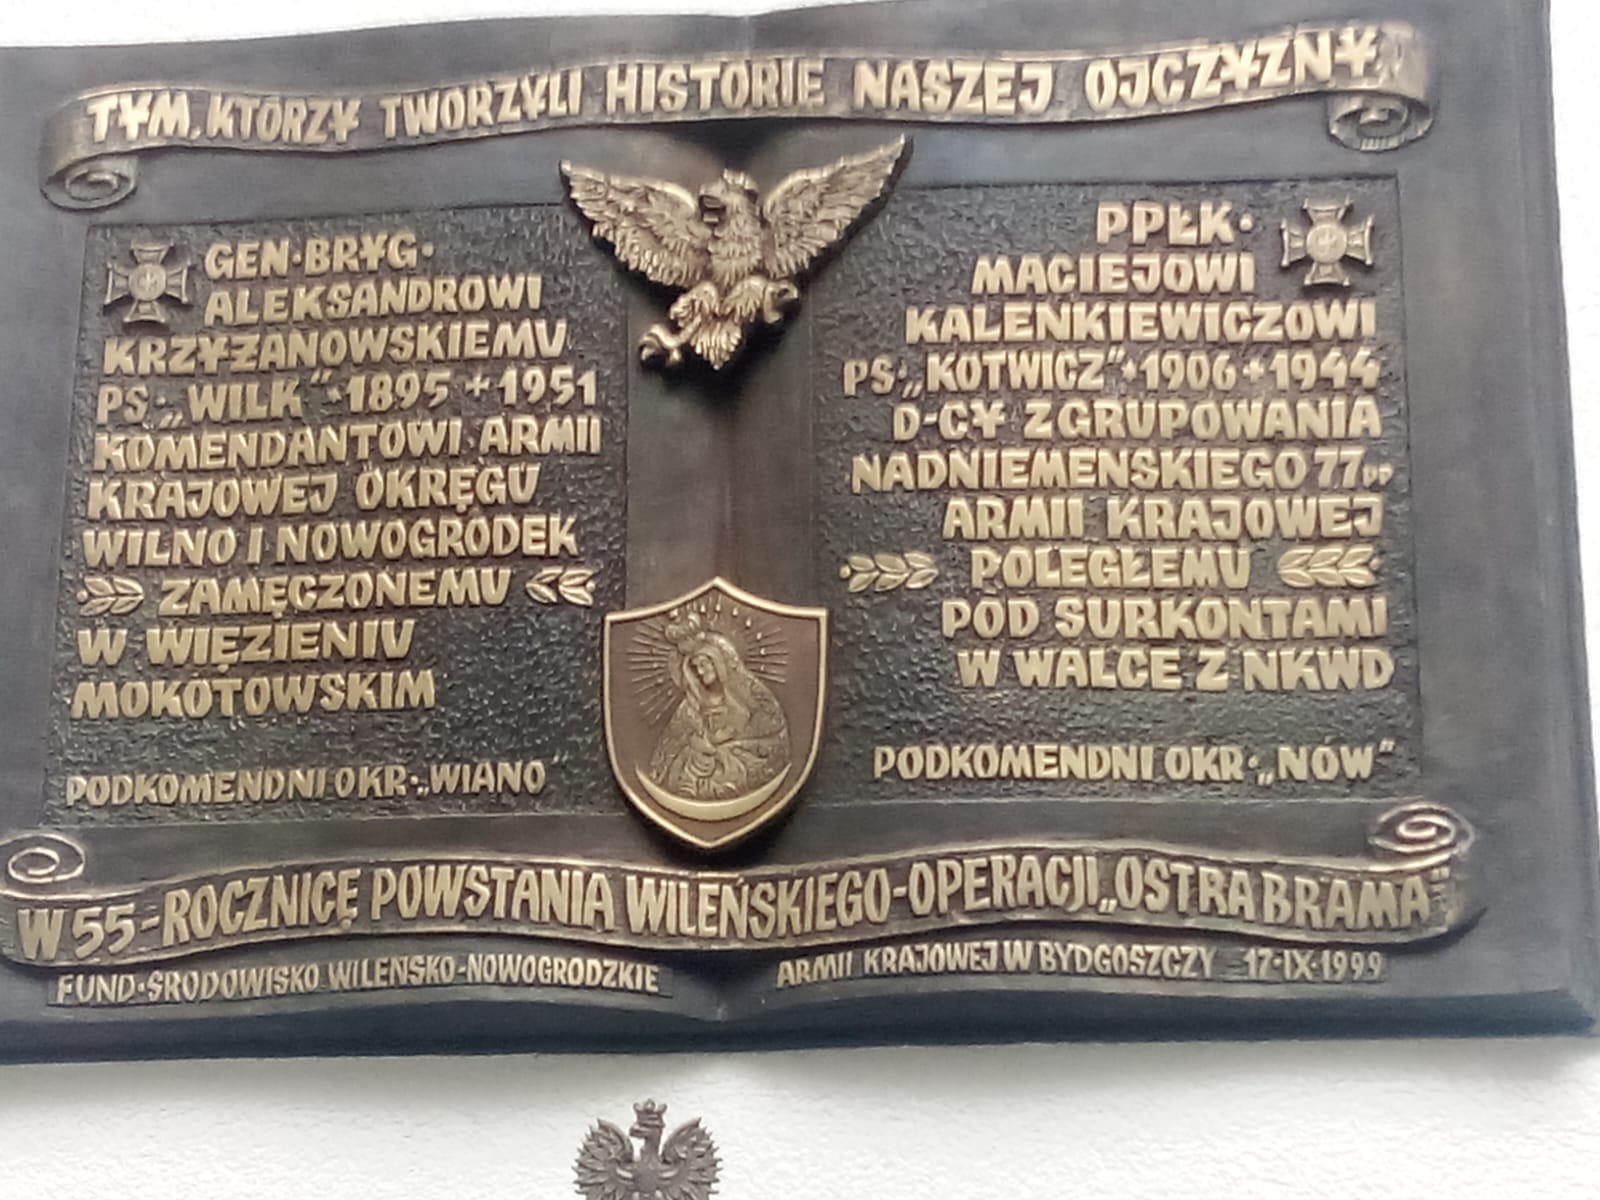 TYM, KTÓRZY TWORZYLI HISTORIĘ NASZEJ OJCZYZNY
GEN. BRYG.
ALEKSANDROWI
KRZYŻANOWSKIEMU
PS. „WILK” · 1895 + 1951
KOMENDANTOWI ARMII
KRAJOWEJ OKRĘGU
WILNO I NOWOGRÓDEK
ZAMĘCZONEMU
W WIĘZIENIU
MOKOTOWSKIM
PODKOMENDNI OKR. „WIANO”
PPŁK.
MACIEJOWI
KALENKIEWICZOWI
PS. „KOTWICZ” · 1906 + 1944
D-CY ZGRUPOWANIA
NADNIEMEŃSKIEGO 77 PP
ARMII KRAJOWEJ
POLEGŁEMU
POD SURKONTAMI
W WALCE Z NKWD
PODKOMENDNI OKR. „NÓW”
W 55-ROCZNICĘ POWSTANIA WILEŃSKIEGO-OPERACJI „OSTRA BRAMA”
FUND. ŚRODOWISKO WILEŃSKO-NOWOGRÓDZKIE ARMII KRAJOWEJ W BYDGOSZCZY 17.IX.1999